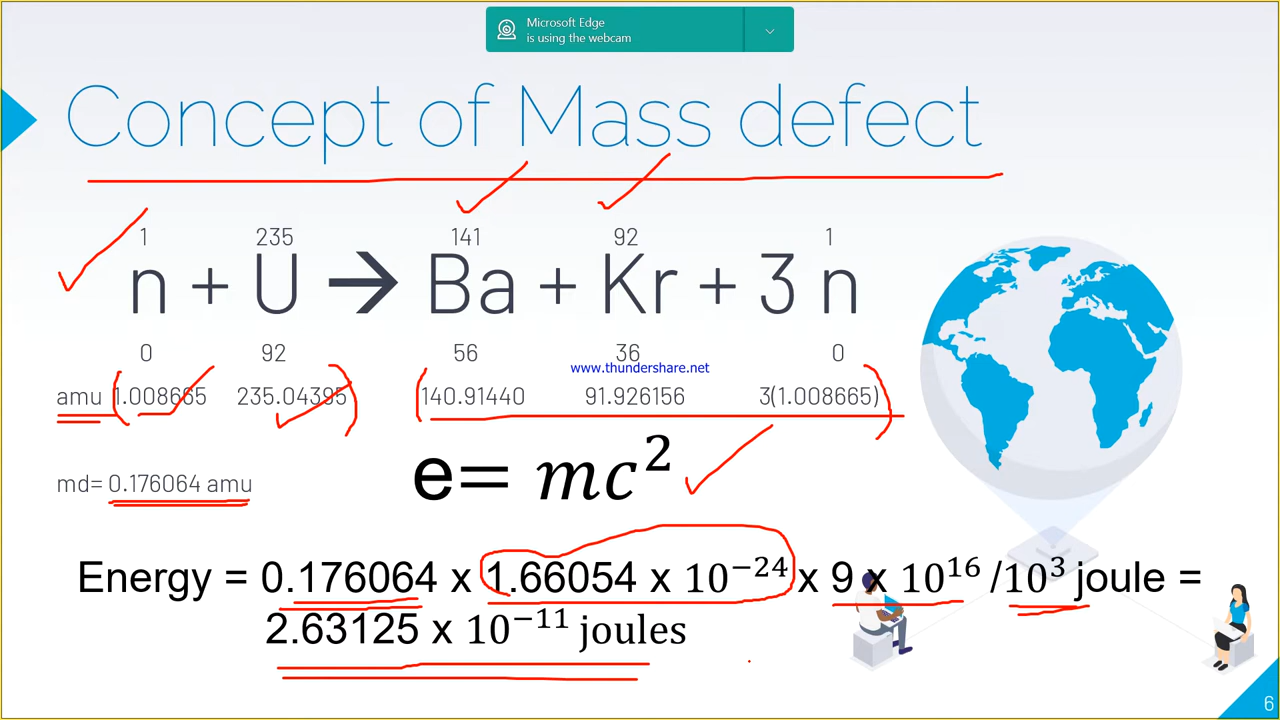 Microsoft Edge
is using the webcam
Concept of Mass defect
1 235 141 92 1
n + U → Ba + Kr + 3 n
0 92 56 36 0
www.thundershare.net
amu 1.008665 235.04395 140.91440 91.926156 3(1.008665)
e= mc²
md= 0.176064 amu
Energy = 0.176064 x 1.66054 x 10⁻²⁴ x 9 x 10¹⁶ /10³ joule =
2.63125 x 10⁻¹¹ joules
6